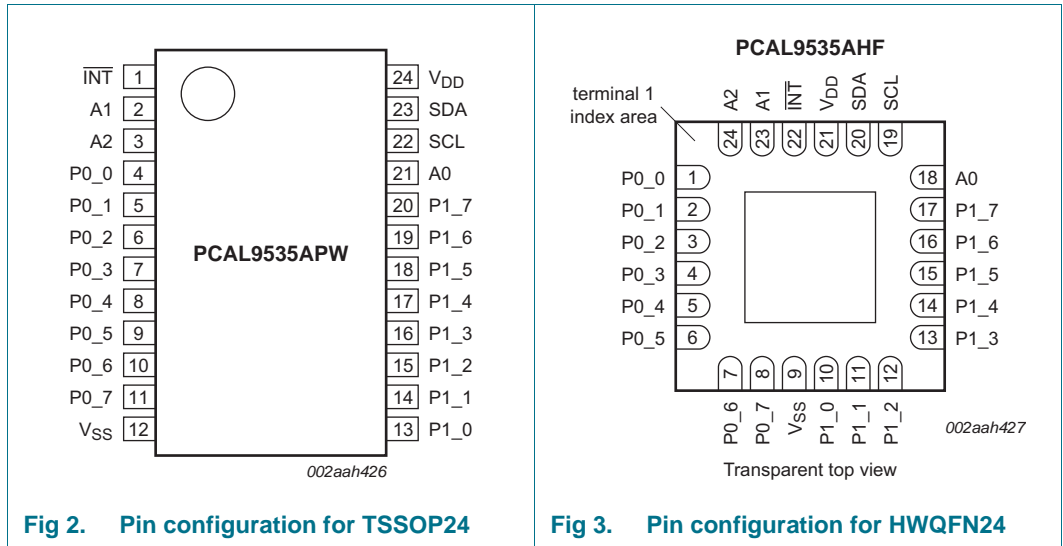 INT 1
A1 2
A2 3
P0_0 4
P0_1 5
P0_2 6
P0_3 7
P0_4 8
P0_5 9
P0_6 10
P0_7 11
VSS 12
PCAL9535APW
24 VDD
23 SDA
22 SCL
21 A0
20 P1_7
19 P1_6
18 P1_5
17 P1_4
16 P1_3
15 P1_2
14 P1_1
13 P1_0
002aah426
Fig 2. Pin configuration for TSSOP24
PCAL9535AHF
terminal 1
index area
A2 A1 INT VDD SDA SCL
24 23 22 21 20 19
P0_0 1
P0_1 2
P0_2 3
P0_3 4
P0_4 5
P0_5 6
18 A0
17 P1_7
16 P1_6
15 P1_5
14 P1_4
13 P1_3
7 8 9 10 11 12
P0_6 P0_7 VSS P1_0 P1_1 P1_2
002aah427
Transparent top view
Fig 3. Pin configuration for HWQFN24